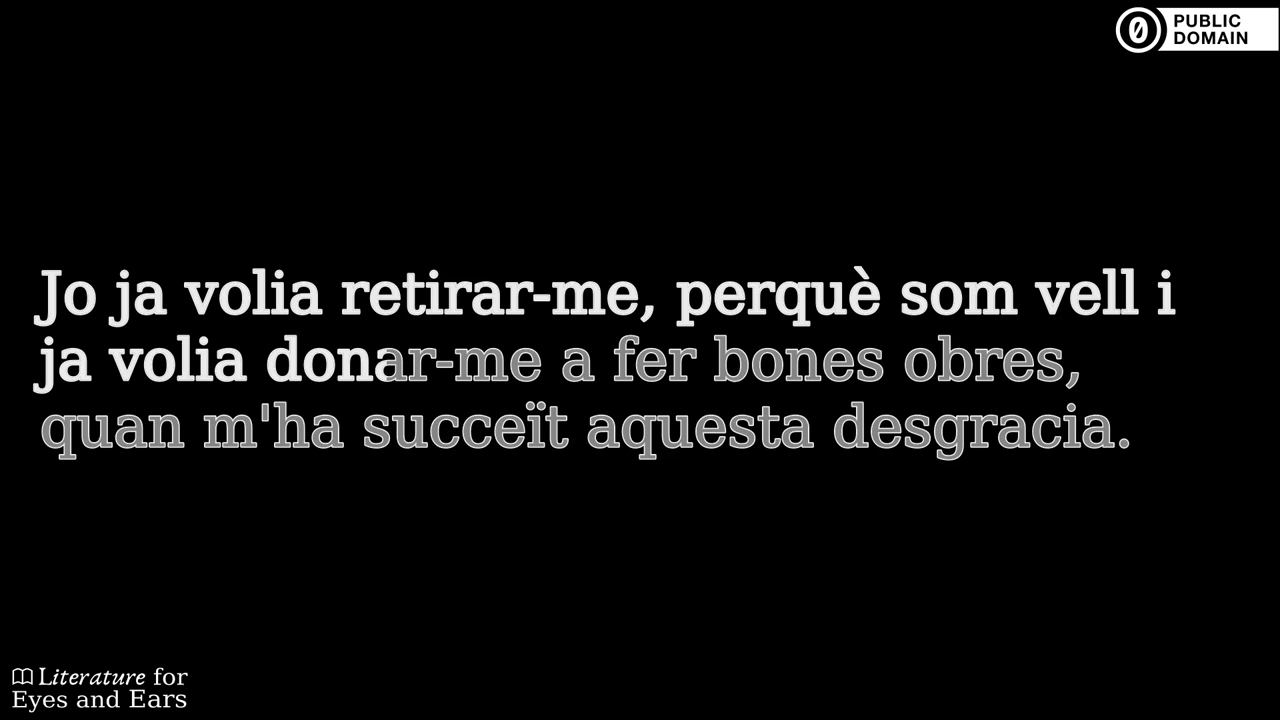 PUBLIC
DOMAIN
Jo ja volia retirar-me, perquè som vell i
ja volia donar-me a fer bones obres,
quan m'ha succeït aquesta desgracia.
Literature for
Eyes and Ears